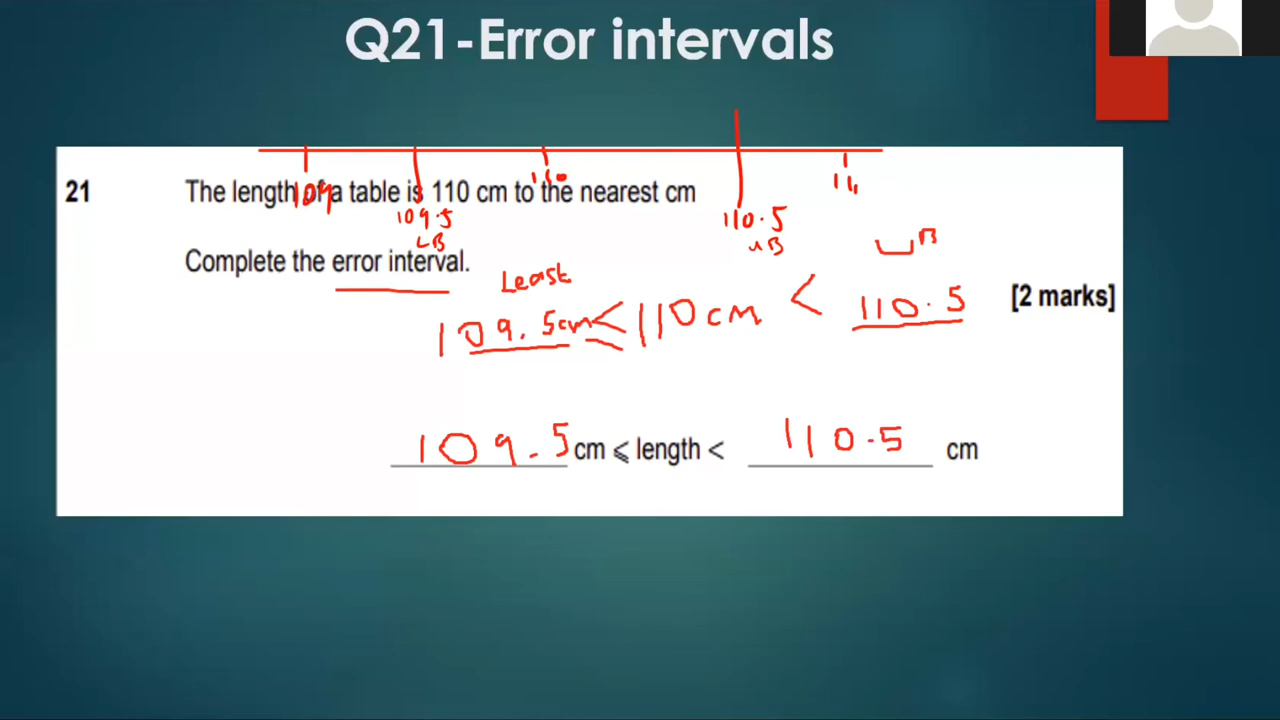 Q21-Error intervals
21 The length of a table is 110 cm to the nearest cm
109 109.5 110 110.5 111
LB UB
Complete the error interval.
Least
109.5cm ≤ 110cm < 110.5 [2 marks]
109.5 cm ⩽ length < 110.5 cm